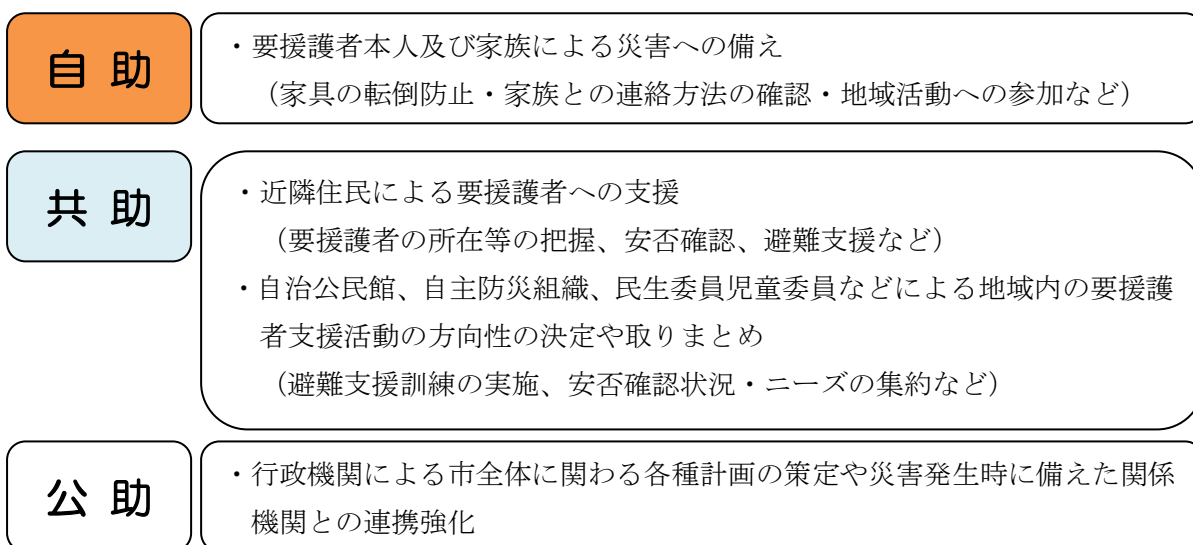 自 助
・要援護者本人及び家族による災害への備え
（家具の転倒防止・家族との連絡方法の確認・地域活動への参加など）
共 助
・近隣住民による要援護者への支援
（要援護者の所在等の把握、安否確認、避難支援など）
・自治公民館、自主防災組織、民生委員児童委員などによる地域内の要援護
者支援活動の方向性の決定や取りまとめ
（避難支援訓練の実施、安否確認状況・ニーズの集約など）
公 助
・行政機関による市全体に関わる各種計画の策定や災害発生時に備えた関係
機関との連携強化